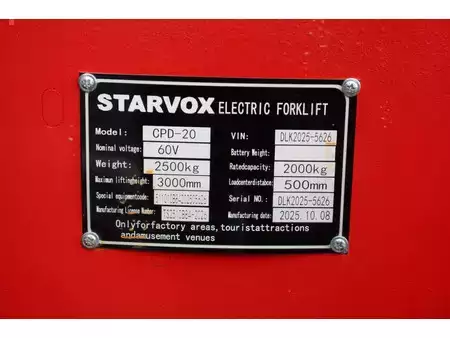 STARVOX ELECTRIC FORKLIFT
Model: CPD-20 VIN: DLK2025-5626
Nominal voltage: 60V Battery Weight:
Weight: 2500kg Ratedcapacity: 2000kg
Maximum liftingheight: 3000mm Loadcenterdistance: 500mm
Special equipmentcode: Serial NO.: DLK2025-5626
Manufacturing License Number: Manufacturing date: 2025.10.08
Onlyforfactory areas, touristattractions
andamusement venues